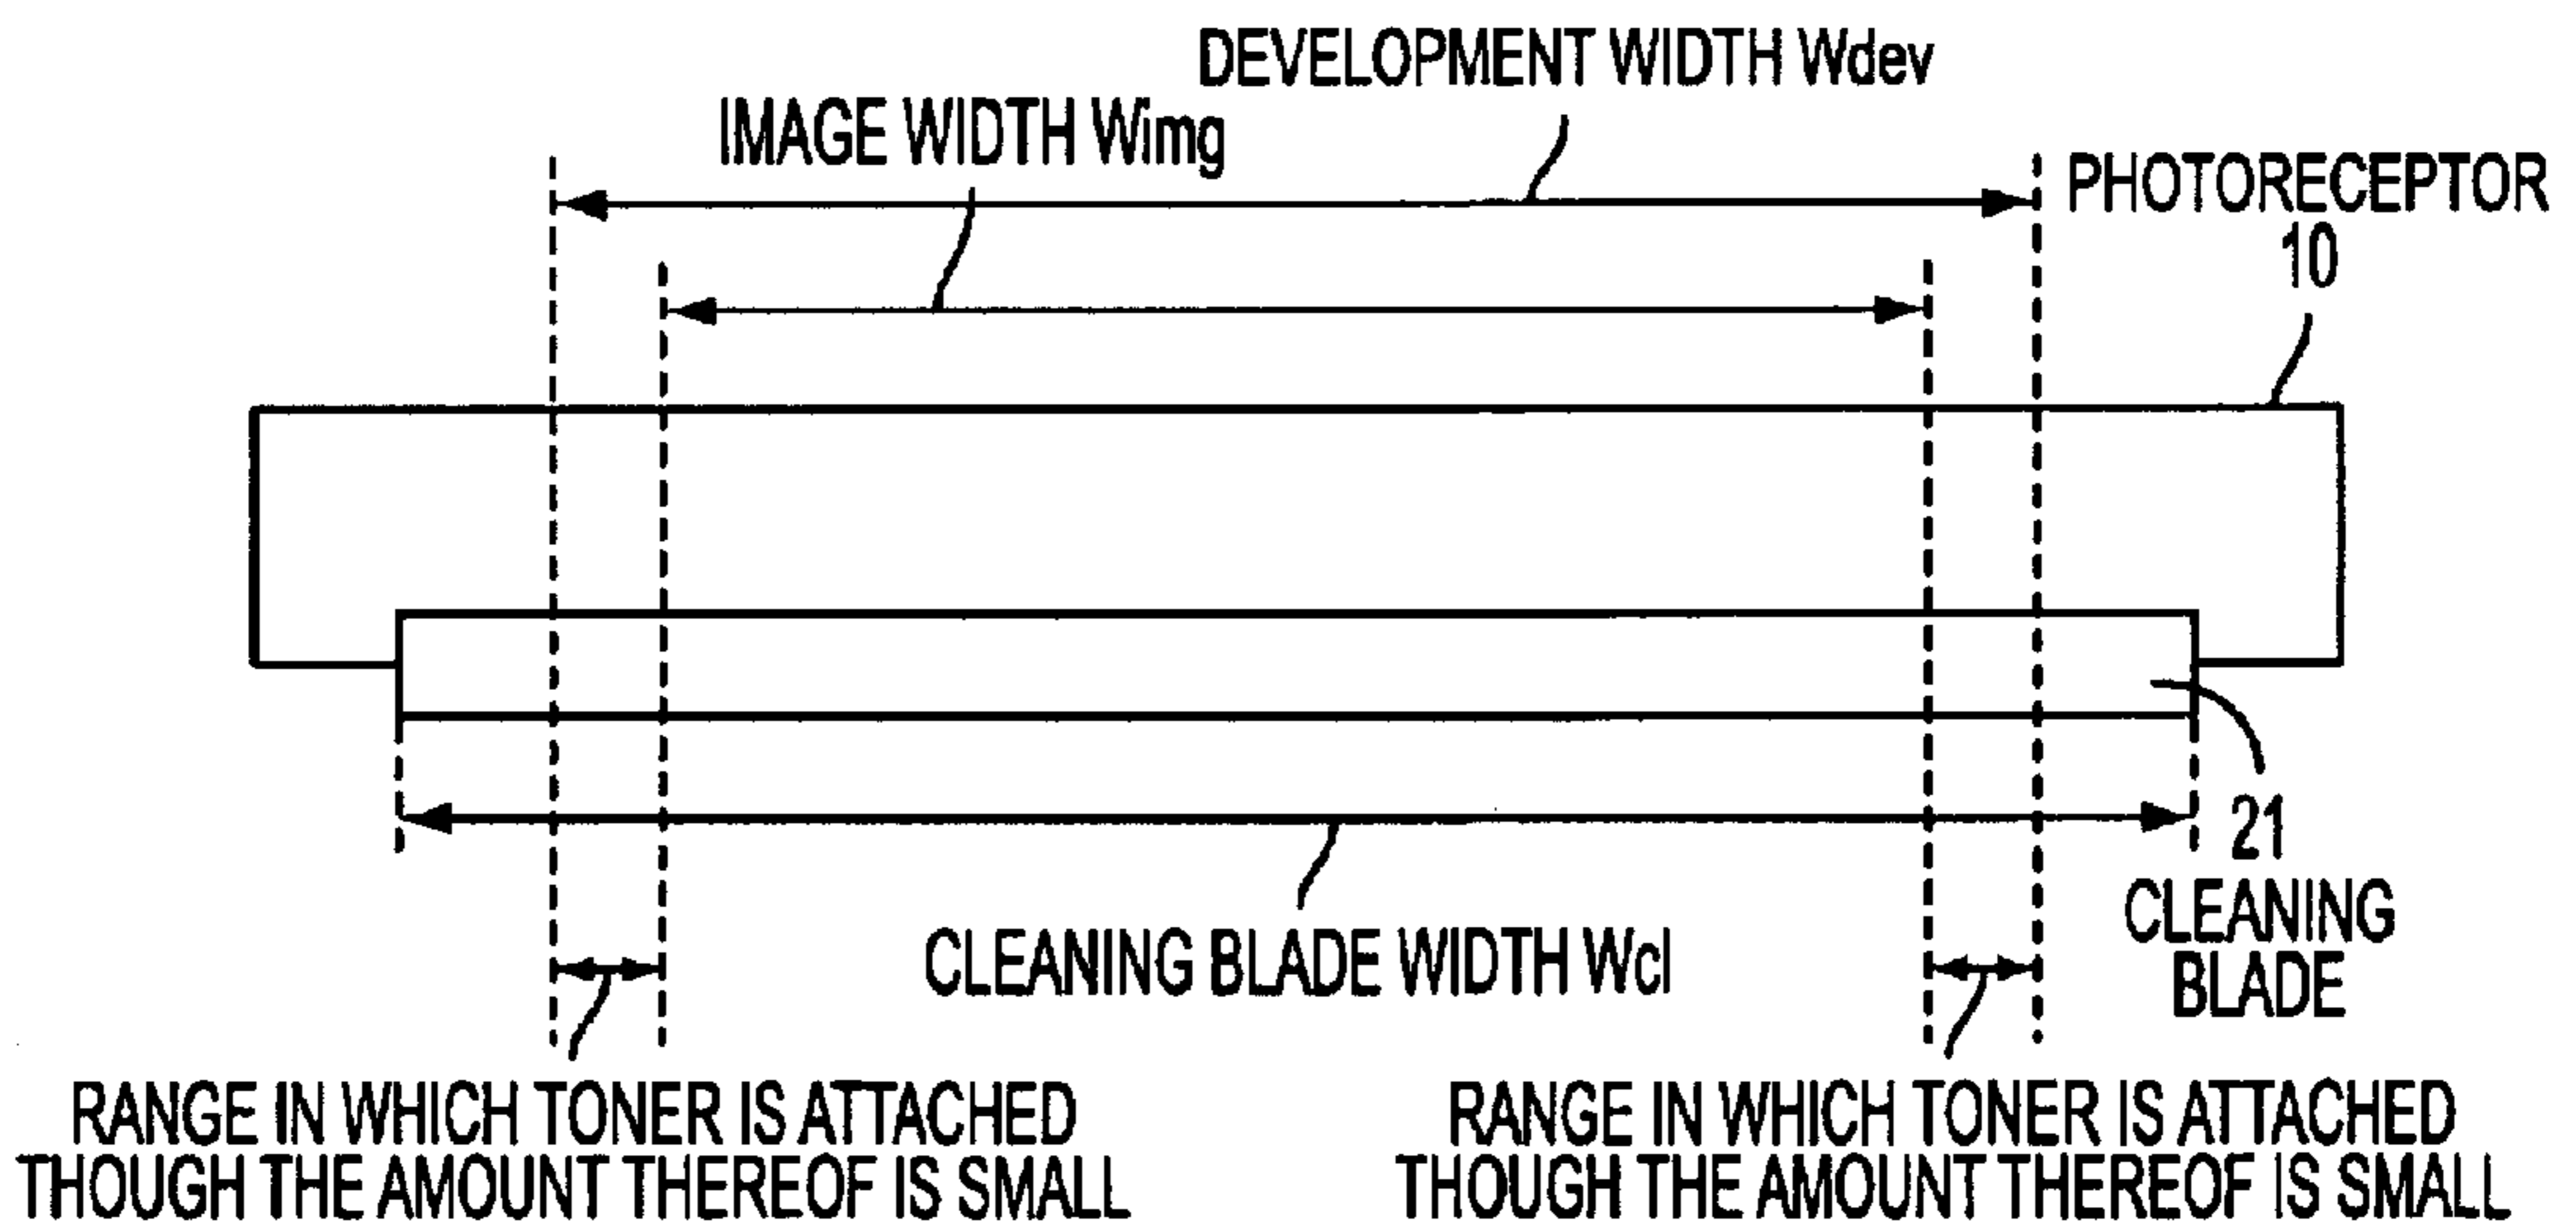 DEVELOPMENT WIDTH Wdev
IMAGE WIDTH Wimg
PHOTORECEPTOR
10
21
CLEANING
BLADE
CLEANING BLADE WIDTH Wcl
RANGE IN WHICH TONER IS ATTACHED
THOUGH THE AMOUNT THEREOF IS SMALL
RANGE IN WHICH TONER IS ATTACHED
THOUGH THE AMOUNT THEREOF IS SMALL